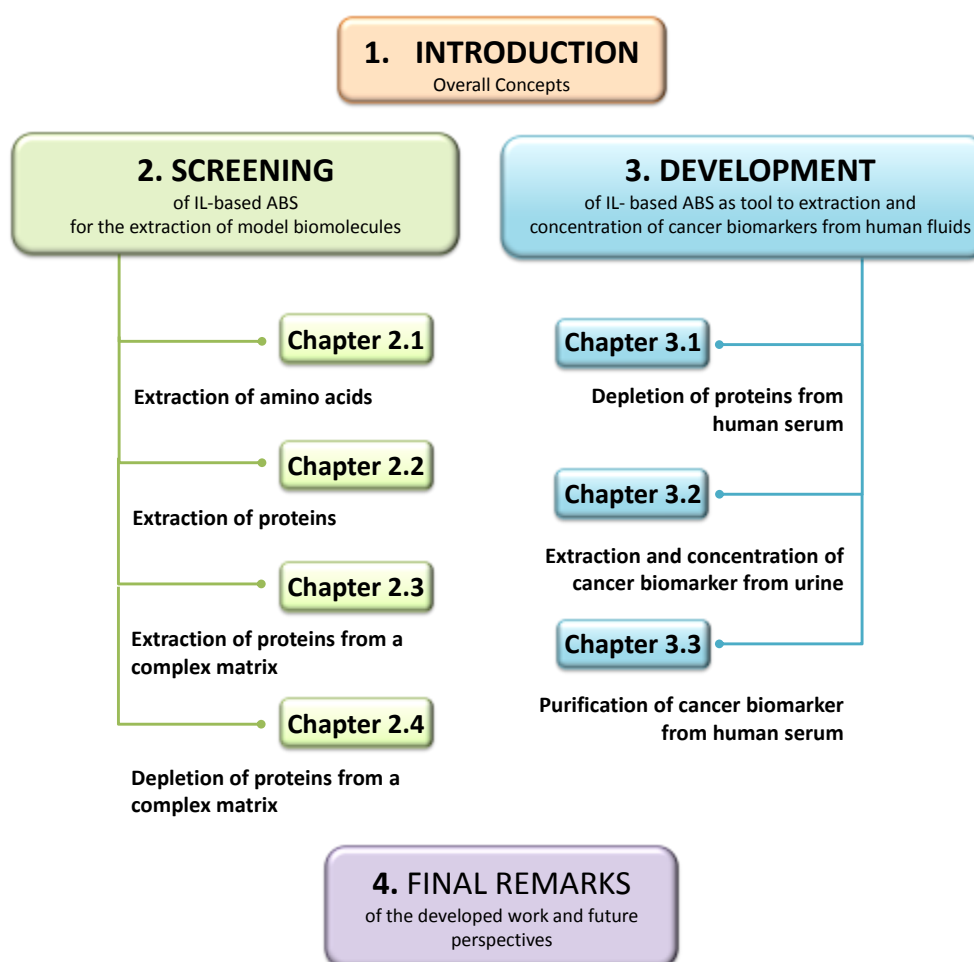 1. INTRODUCTION
Overall Concepts
2. SCREENING
of IL-based ABS
for the extraction of model biomolecules
Chapter 2.1
Extraction of amino acids
Chapter 2.2
Extraction of proteins
Chapter 2.3
Extraction of proteins from a
complex matrix
Chapter 2.4
Depletion of proteins from a
complex matrix
3. DEVELOPMENT
of IL- based ABS as tool to extraction and
concentration of cancer biomarkers from human fluids
Chapter 3.1
Depletion of proteins from
human serum
Chapter 3.2
Extraction and concentration of
cancer biomarker from urine
Chapter 3.3
Purification of cancer biomarker
from human serum
4. FINAL REMARKS
of the developed work and future
perspectives